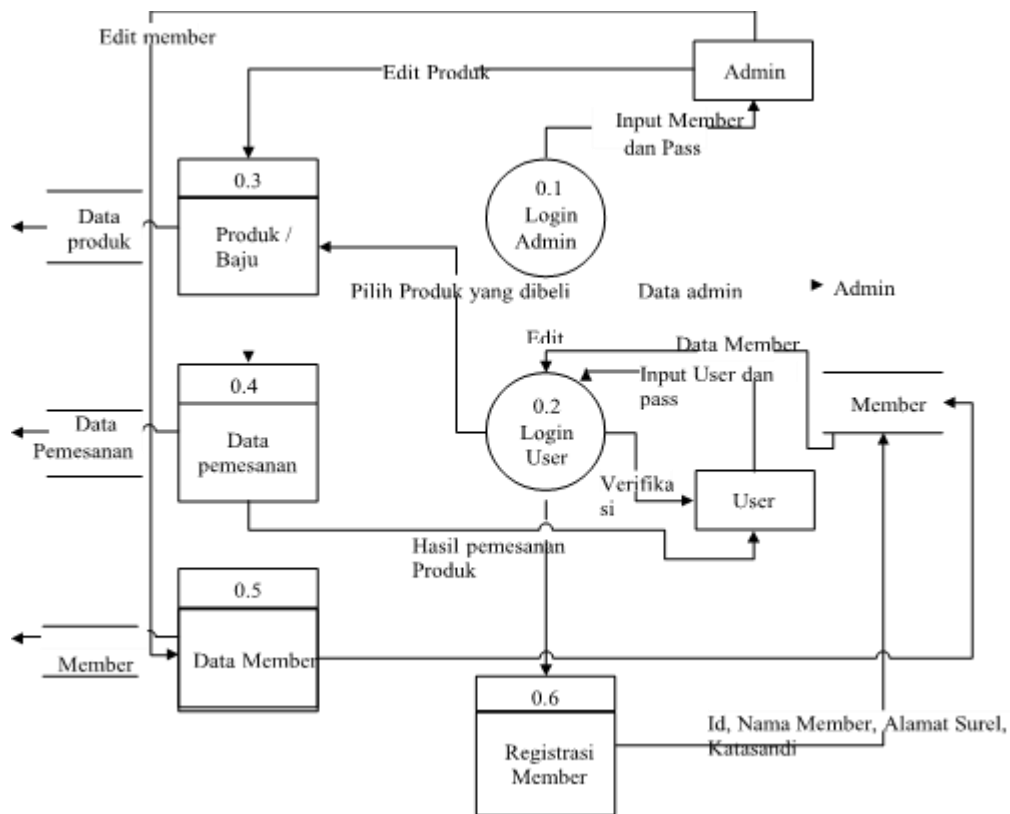 Edit member
Edit Produk
Admin
Input Member
dan Pass
0.3
Produk /
Baju
Data
produk
0.1
Login
Admin
Pilih Produk yang dibeli
Data admin
Admin
Edit
Data Member
Input User dan
pass
Member
0.4
Data
pemesanan
Data
Pemesanan
0.2
Login
User
Verifika
si
User
Hasil pemesanan
Produk
0.5
Data Member
Member
0.6
Registrasi
Member
Id, Nama Member, Alamat Surel,
Katasandi